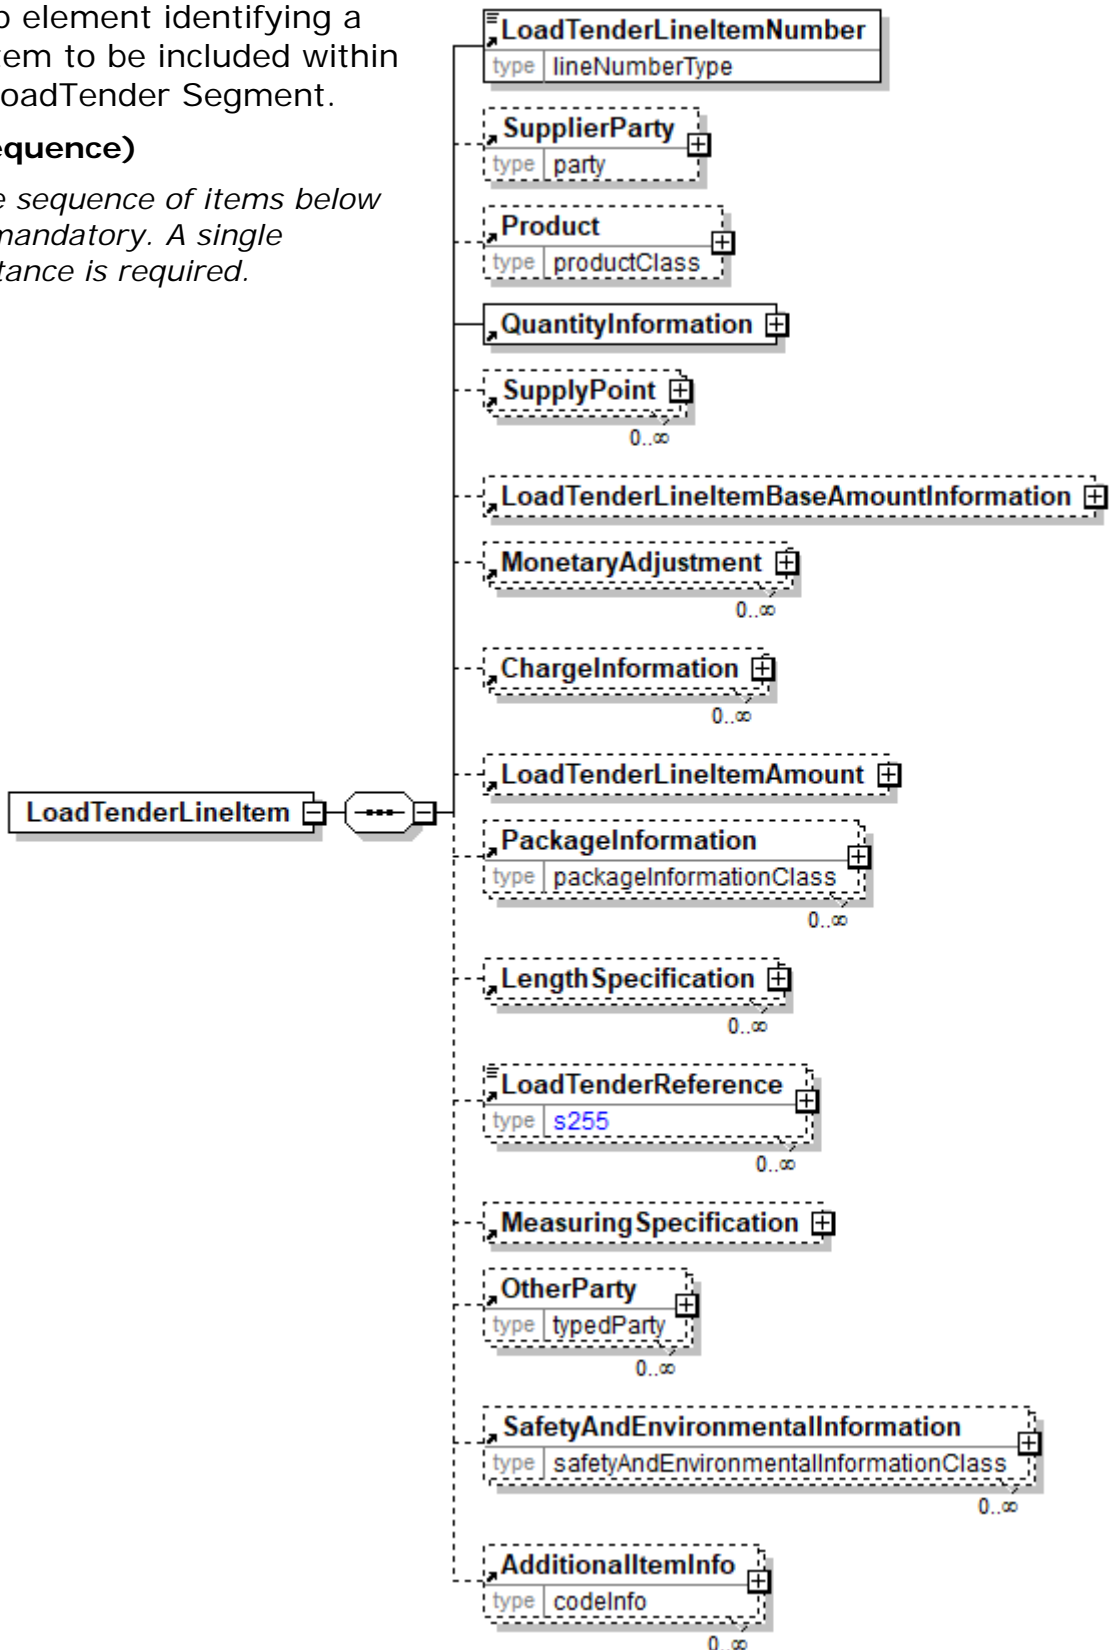 o element identifying a
tem to be included within
oadTender Segment.
equence)
e sequence of items below
mandatory. A single
tance is required.
LoadTenderLineItemNumber
type lineNumberType
SupplierParty
type party
Product
type productClass
QuantityInformation
SupplyPoint
0..∞
LoadTenderLineItemBaseAmountInformation
MonetaryAdjustment
0..∞
ChargeInformation
0..∞
LoadTenderLineItemAmount
LoadTenderLineItem
PackageInformation
type packageInformationClass
0..∞
LengthSpecification
0..∞
LoadTenderReference
type s255
0..∞
MeasuringSpecification
OtherParty
type typedParty
0..∞
SafetyAndEnvironmentalInformation
type safetyAndEnvironmentalInformationClass
0..∞
AdditionalItemInfo
type codeInfo
0..∞